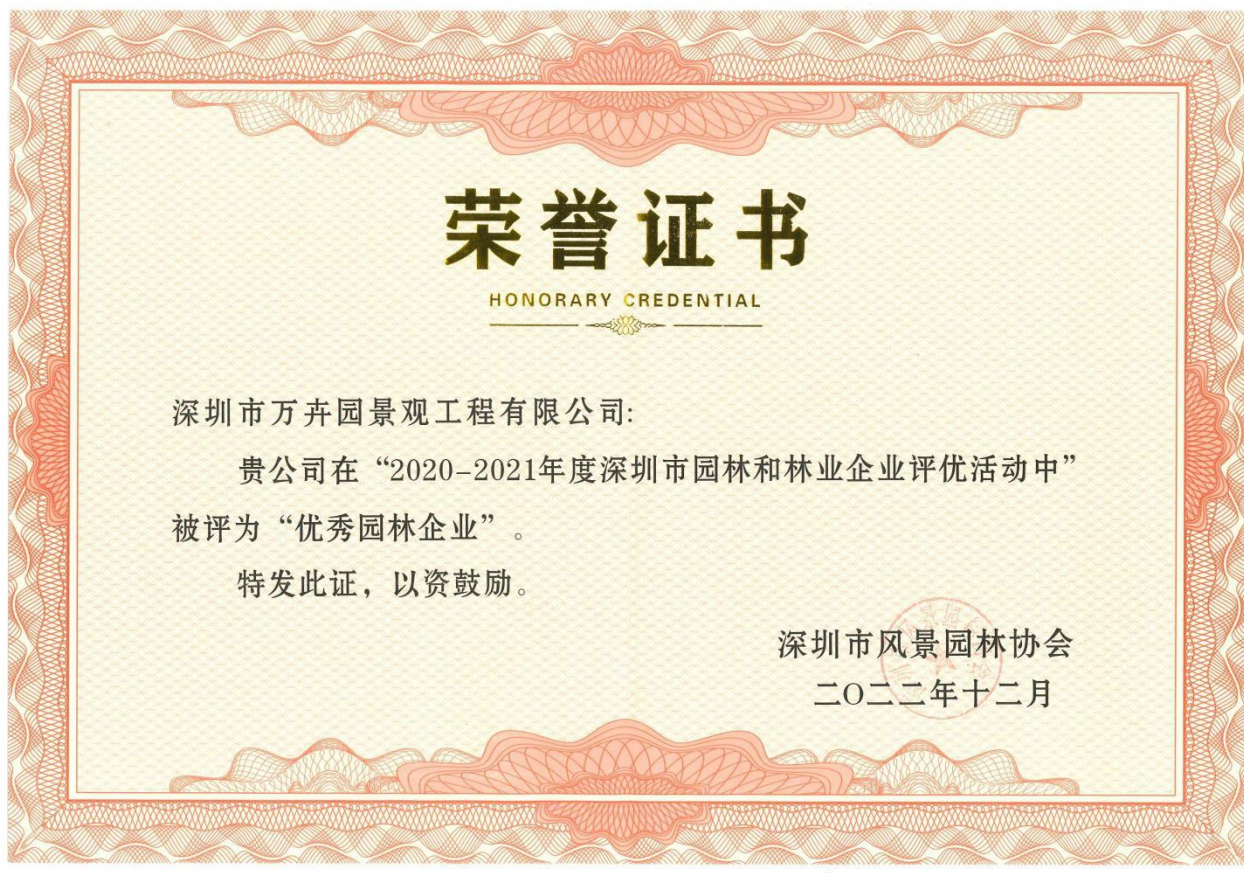 荣誉证书
HONORARY CREDENTIAL
深圳市万卉园景观工程有限公司:
贵公司在“2020-2021年度深圳市园林和林业企业评优活动中”
被评为“优秀园林企业”。
特发此证，以资鼓励。
深圳市风景园林协会
二〇二二年十二月